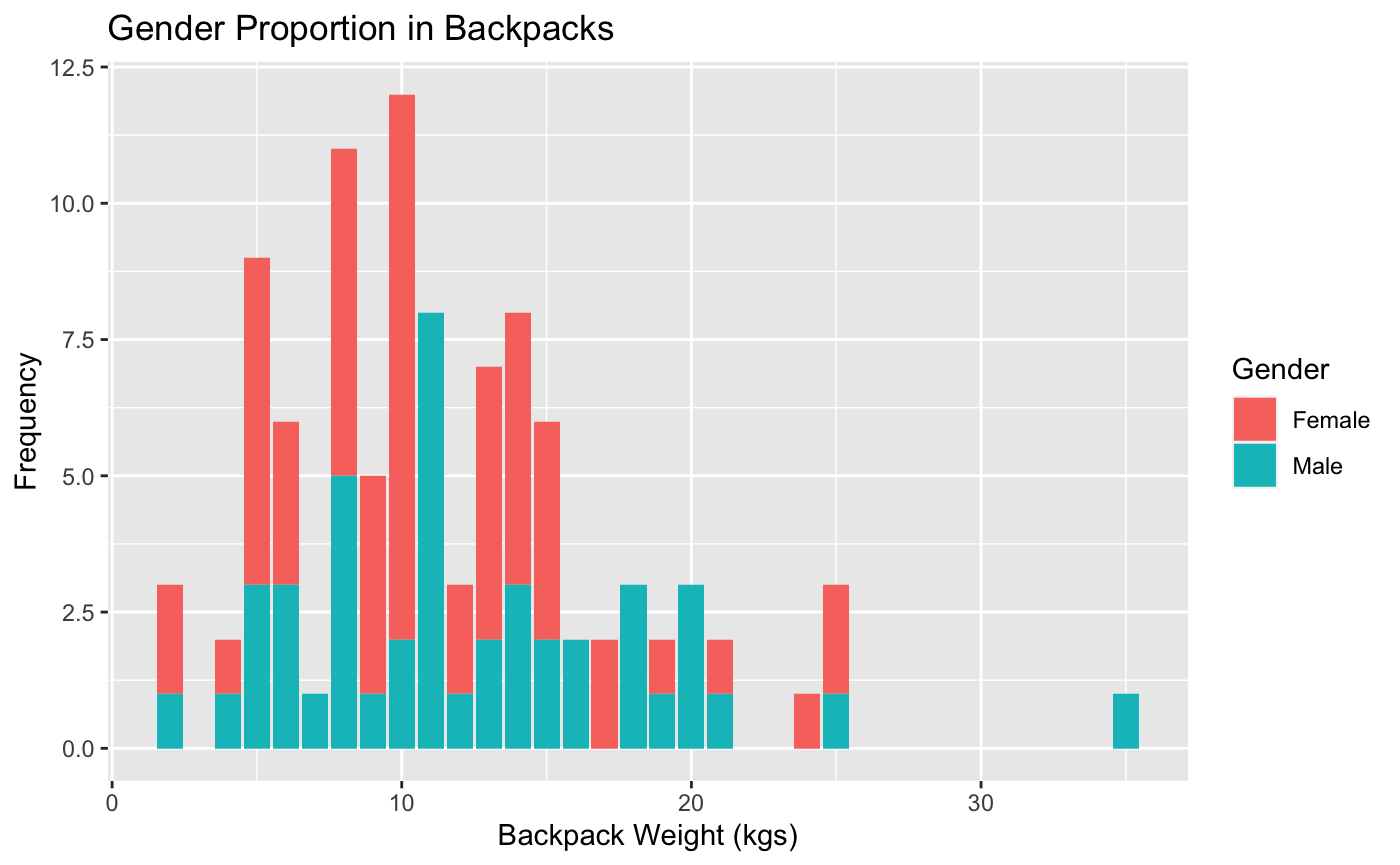 Gender Proportion in Backpacks
12.5
10.0
7.5
5.0
2.5
0.0
Frequency
0 10 20 30
Backpack Weight (kgs)
Gender
Female
Male